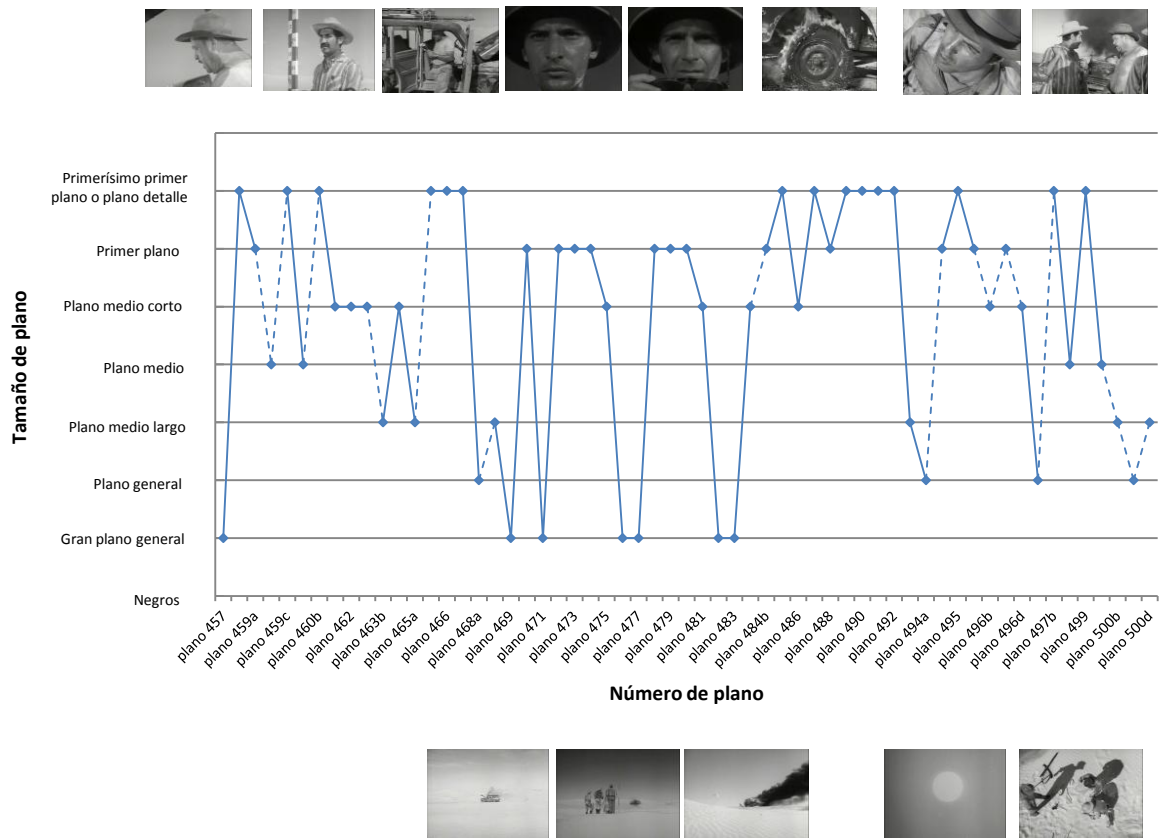 Primerísimo primer
plano o plano detalle
Primer plano
Plano medio corto
Plano medio
Plano medio largo
Plano general
Gran plano general
Negros
Tamaño de plano
plano 457
plano 459a
plano 459c
plano 460b
plano 462
plano 463b
plano 465a
plano 466
plano 468a
plano 469
plano 471
plano 473
plano 475
plano 477
plano 479
plano 481
plano 483
plano 484b
plano 486
plano 488
plano 490
plano 492
plano 494a
plano 495
plano 496b
plano 496d
plano 497b
plano 499
plano 500b
plano 500d
Número de plano